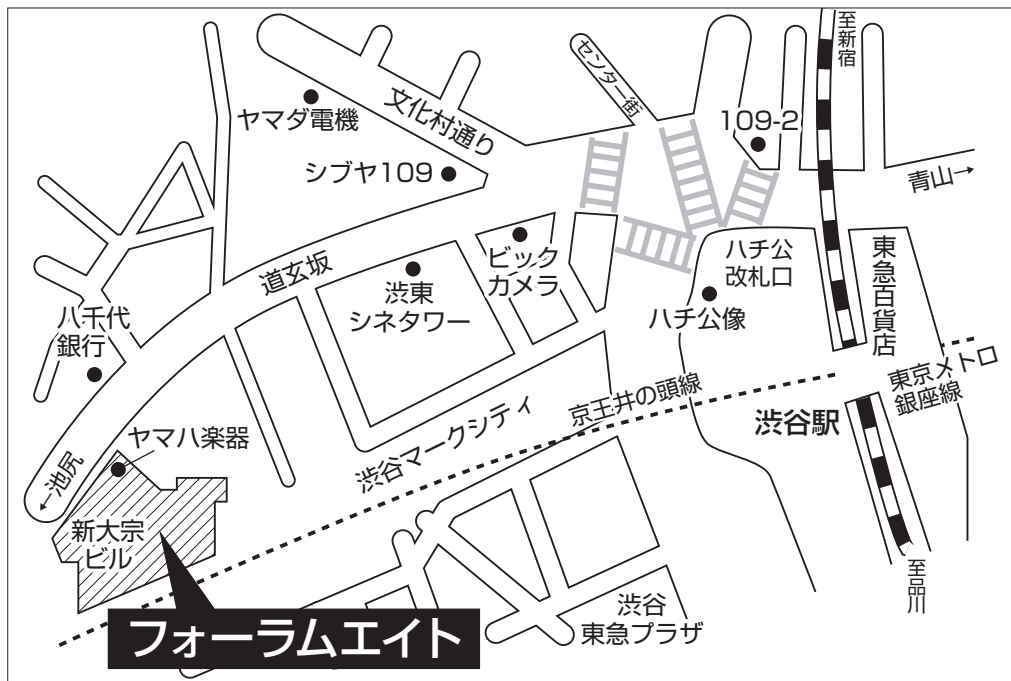 至新宿
センター街
ヤマダ電機
文化村通り
109-2
シブヤ109
青山→
道玄坂
ビック
カメラ
ハチ公
改札口
東急百貨店
渋東
シネタワー
ハチ公像
八千代
銀行
東京メトロ
銀座線
京王井の頭線
渋谷駅
渋谷マークシティ
ヤマハ楽器
←池尻
新大宗
ビル
至品川
渋谷
東急プラザ
フォーラムエイト